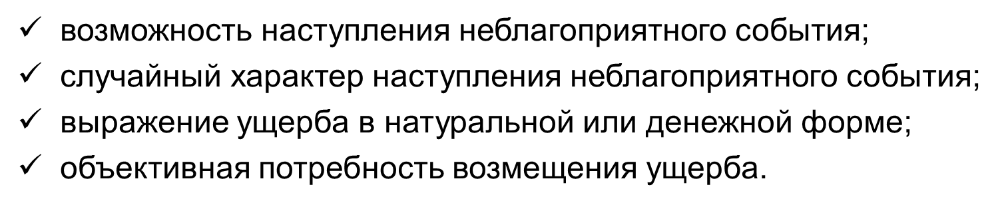 ✓ возможность наступления неблагоприятного события;
✓ случайный характер наступления неблагоприятного события;
✓ выражение ущерба в натуральной или денежной форме;
✓ объективная потребность возмещения ущерба.